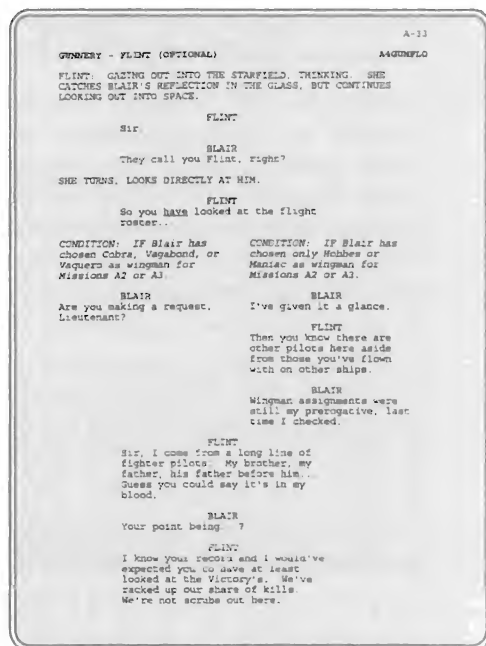 A-33
GUNNERY - FLINT (OPTIONAL) A4GUMFLO
FLINT: GAZING OUT INTO THE STARFIELD, THINKING. SHE
CATCHES BLAIR'S REFLECTION IN THE GLASS, BUT CONTINUES
LOOKING OUT INTO SPACE.
FLINT
Sir.
BLAIR
They call you Flint, right?
SHE TURNS, LOOKS DIRECTLY AT HIM.
FLINT
So you have looked at the flight
roster...
CONDITION: IF Blair has
chosen Cobra, Vagabond, or
Vaquero as wingman for
Missions A2 or A3.
BLAIR
Are you making a request,
Lieutenant?
CONDITION: IF Blair has
chosen only Hobbes or
Maniac as wingman for
Missions A2 or A3.
BLAIR
I've given it a glance.
FLINT
Then you know there are
other pilots here aside
from those you've flown
with on other ships.
BLAIR
Wingman assignments were
still my prerogative, last
time I checked.
FLINT
Sir, I come from a long line of
fighter pilots. My brother, my
father, his father before him...
Guess you could say it's in my
blood.
BLAIR
Your point being...?
FLINT
I know your record and I would've
expected you to have at least
looked at the Victory's. We've
racked up our share of kills.
We're not scrubs out here.